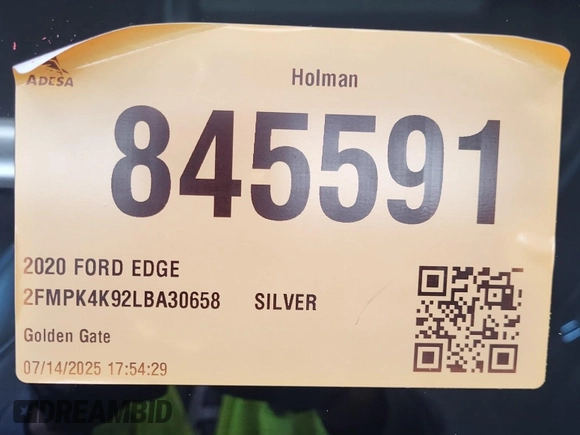 ADESA
Holman
845591
2020 FORD EDGE
2FMPK4K92LBA30658 SILVER
Golden Gate
07/14/2025 17:54:29
DREAMBID